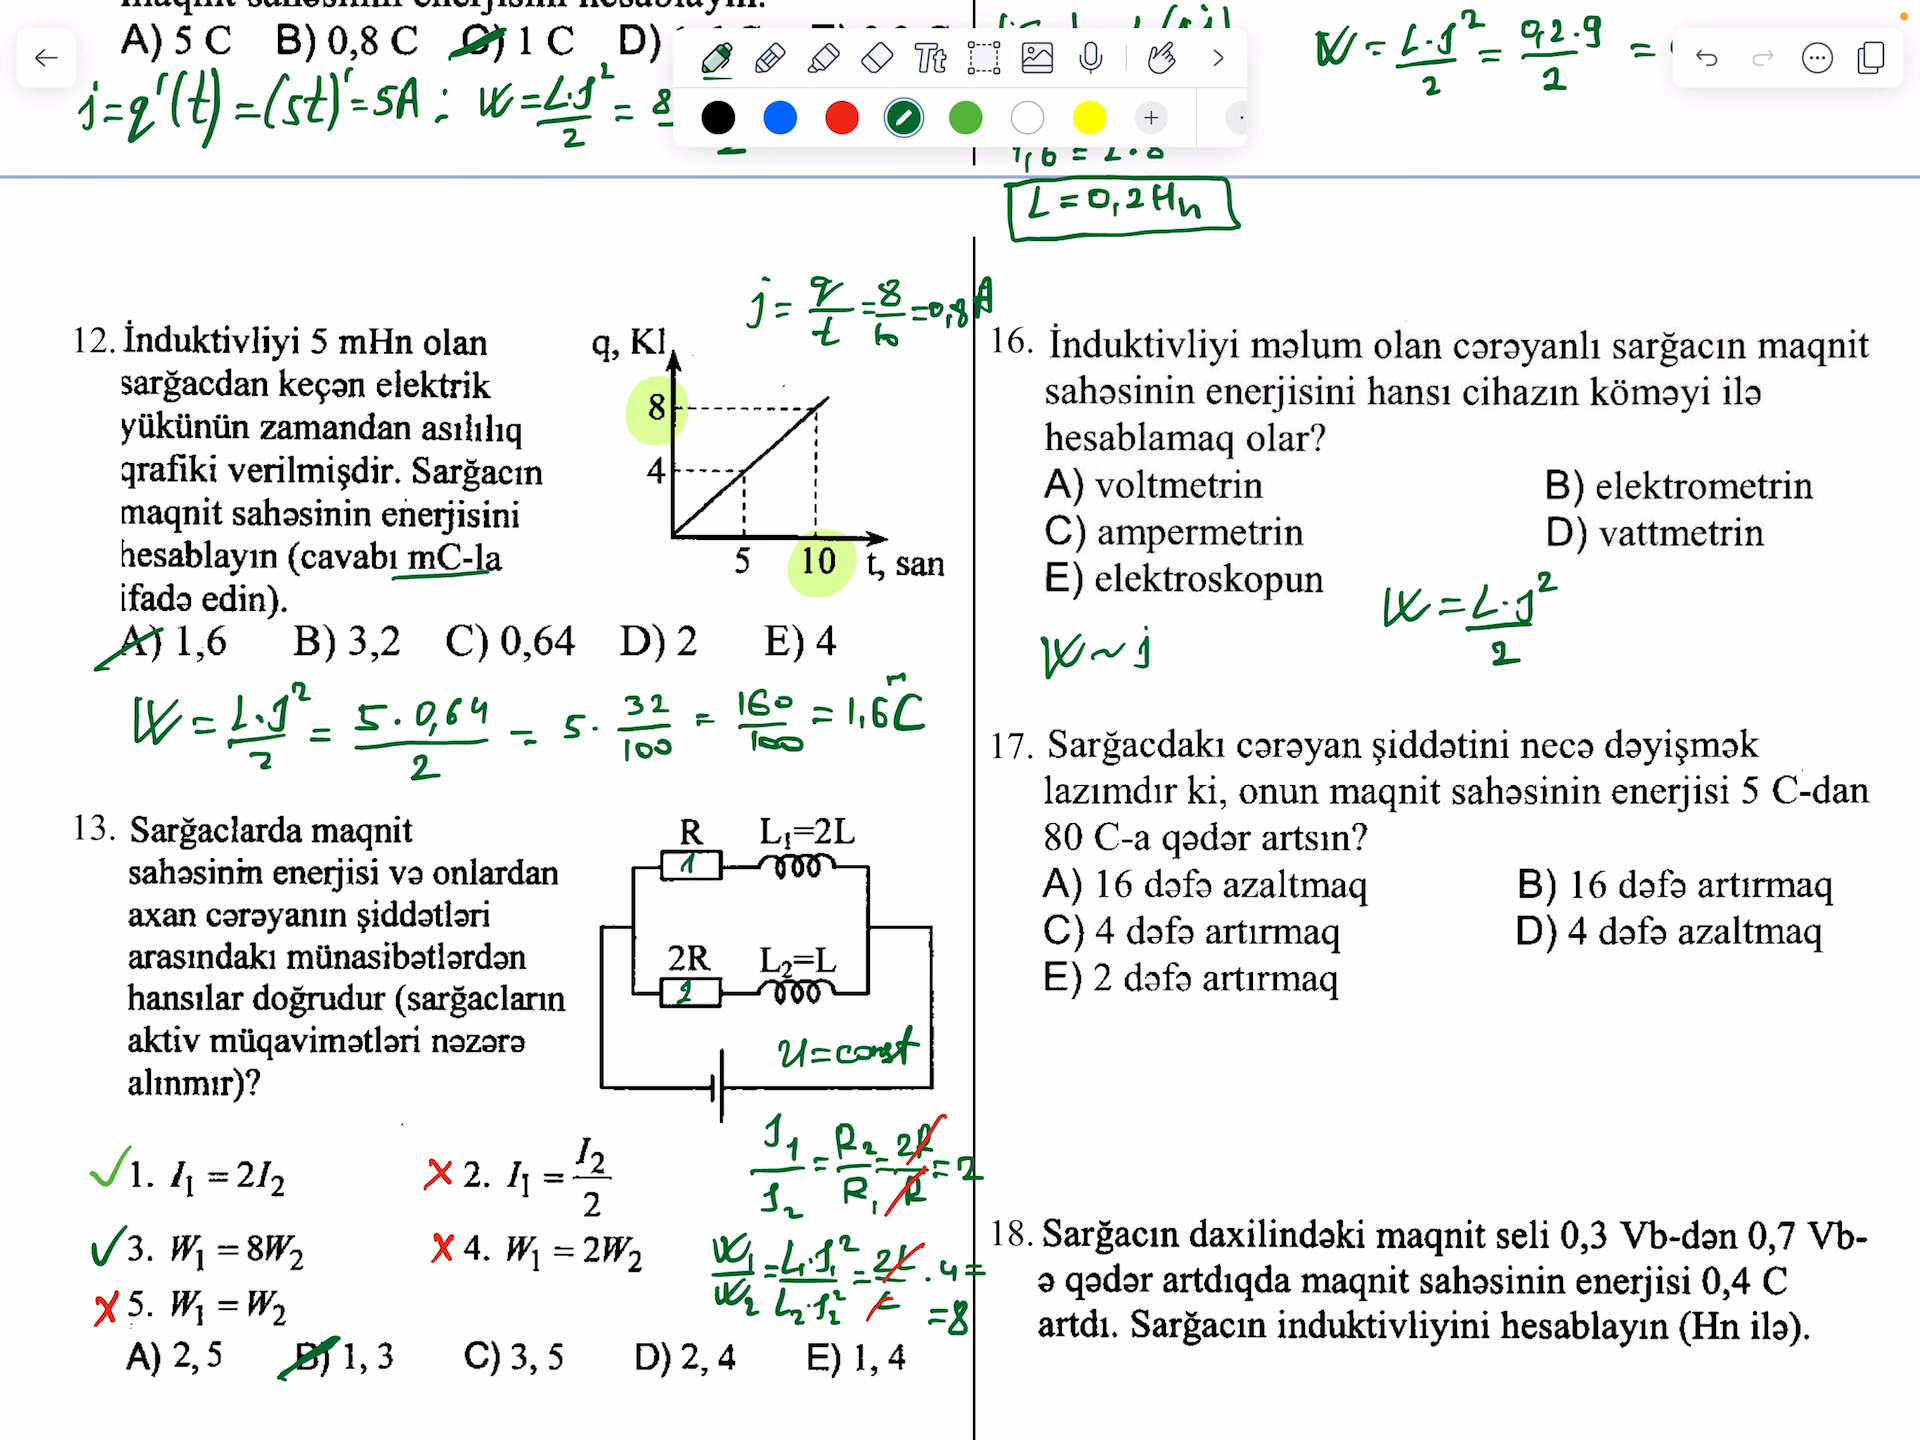 A) 5 C B) 0,8 C C) 1 C D)
j = q'(t) = (5t)' = 5A : W = L·J² / 2 = 8
Tt
W = L·J² / 2 = 0,2·9 / 2 =
1,6 = L·8
L = 0,2 Hn
12. İnduktivliyi 5 mHn olan
sarğacdan keçən elektrik
yükünün zamandan asılılıq
qrafiki verilmişdir. Sarğacın
maqnit sahəsinin enerjisini
hesablayın (cavabı mC-la
ifadə edin).
j = q / t = 8 / 10 = 0,8 A
q, Kl
8
4
5 10 t, san
A) 1,6 B) 3,2 C) 0,64 D) 2 E) 4
W = L·J² / 2 = 5·0,64 / 2 = 5· 32 / 100 = 160 / 100 = 1,6 mC
13. Sarğaclarda maqnit
sahəsinin enerjisi və onlardan
axan cərəyanın şiddətləri
arasındakı münasibətlərdən
hansılar doğrudur (sarğacların
aktiv müqavimətləri nəzərə
alınmır)?
R L₁=2L
1
2R L₂=L
2
U = const
1. I₁ = 2I₂ 2. I₁ = I₂ / 2
3. W₁ = 8W₂ 4. W₁ = 2W₂
5. W₁ = W₂
J₁ / J₂ = R₂ / R₁ = 2R / R = 2
W₁ / W₂ = L₁·J₁² / L₂·J₂² = 2L / L · 4 =
= 8
A) 2, 5 B) 1, 3 C) 3, 5 D) 2, 4 E) 1, 4
16. İnduktivliyi məlum olan cərəyanlı sarğacın maqnit
sahəsinin enerjisini hansı cihazın köməyi ilə
hesablamaq olar?
A) voltmetrin B) elektrometrin
C) ampermetrin D) vattmetrin
E) elektroskopun
W = L·J² / 2
W ~ j
17. Sarğacdakı cərəyan şiddətini necə dəyişmək
lazımdır ki, onun maqnit sahəsinin enerjisi 5 C-dan
80 C-a qədər artsın?
A) 16 dəfə azaltmaq B) 16 dəfə artırmaq
C) 4 dəfə artırmaq D) 4 dəfə azaltmaq
E) 2 dəfə artırmaq
18. Sarğacın daxilindəki maqnit seli 0,3 Vb-dən 0,7 Vb-
ə qədər artdıqda maqnit sahəsinin enerjisi 0,4 C
artdı. Sarğacın induktivliyini hesablayın (Hn ilə).